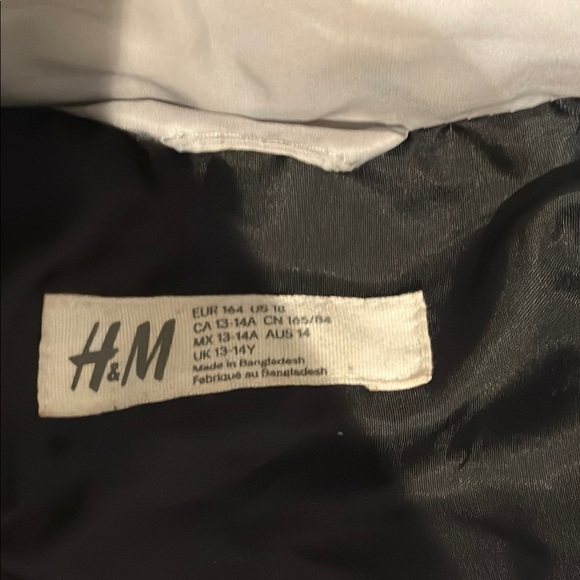 H&M
EUR 164 US 18
CA 13-14A CN 165/84
MX 13-14A AUS 14
UK 13-14Y
Made in Bangladesh
Fabriqué au Bangladesh